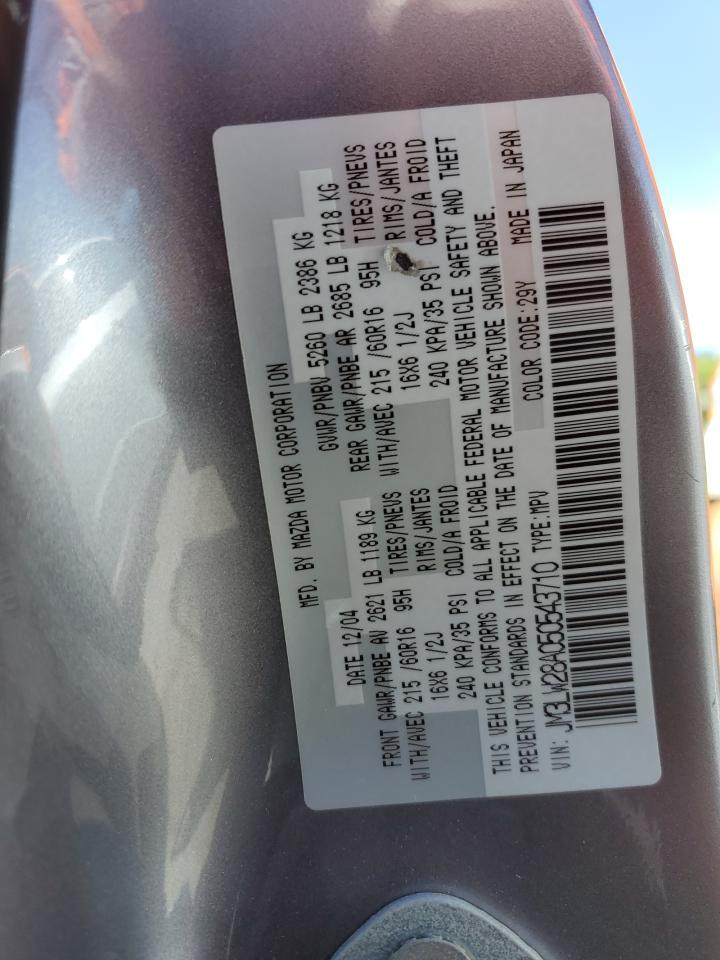 MFD. BY MAZDA MOTOR CORPORATION
DATE 12/04 GVWR/PNBV 5260 LB 2386 KG
FRONT GAWR/PNBE AV 2621 LB 1189 KG REAR GAWR/PNBE AR 2685 LB 1218 KG
WITH/AVEC 215 /60R16 95H TIRES/PNEUS WITH/AVEC 215 /60R16 95H TIRES/PNEVS
16X6 1/2J RIMS/JANTES 16X6 1/2J RIMS/JANTES
240 KPA/35 PSI COLD/A FROID 240 KPA/35 PSI COLD/A FROID
THIS VEHICLE CONFORMS TO ALL APPLICABLE FEDERAL MOTOR VEHICLE SAFETY AND THEFT
PREVENTION STANDARDS IN EFFECT ON THE DATE OF MANUFACTURE SHOWN ABOVE.
VIN: JM3LW28A050543710 TYPE:MPV COLOR CODE:29Y MADE IN JAPAN